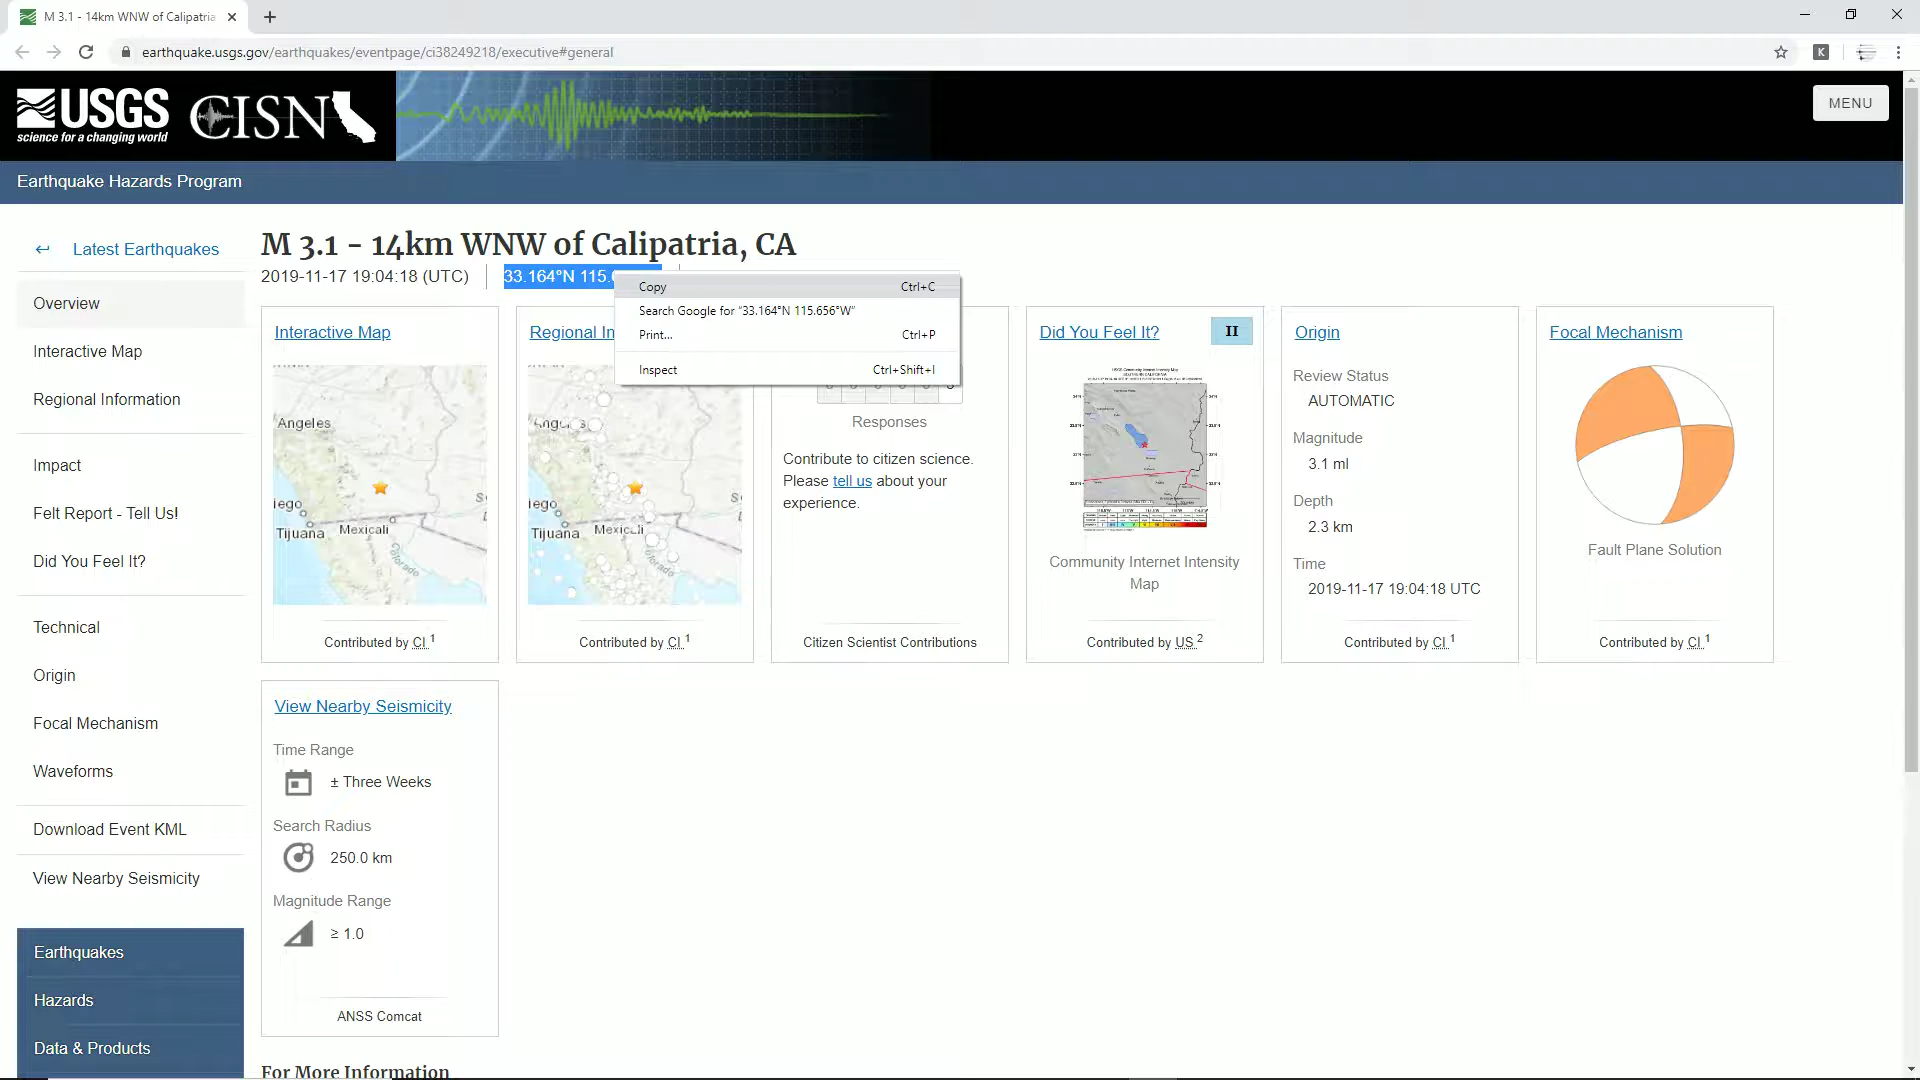 M 3.1 - 14km WNW of Calipatria
earthquake.usgs.gov/earthquakes/eventpage/ci38249218/executive#general
K
USGS
science for a changing world
CISN
MENU
Earthquake Hazards Program
Latest Earthquakes
Overview
Interactive Map
Regional Information
Impact
Felt Report - Tell Us!
Did You Feel It?
Technical
Origin
Focal Mechanism
Waveforms
Download Event KML
View Nearby Seismicity
Earthquakes
Hazards
Data & Products
M 3.1 - 14km WNW of Calipatria, CA
2019-11-17 19:04:18 (UTC)
33.164°N 115.
Copy Ctrl+C
Search Google for “33.164°N 115.656°W”
Print... Ctrl+P
Inspect Ctrl+Shift+I
Interactive Map
Angeles
iego
Tijuana
Mexicali
Colorado
Contributed by CI 1
Regional In
Angeles
iego
Tijuana
Mexicali
Colorado
Contributed by CI 1
Responses
Contribute to citizen science.
Please tell us about your
experience.
Citizen Scientist Contributions
Did You Feel It?
II
Community Internet Intensity
Map
Contributed by US 2
Origin
Review Status
AUTOMATIC
Magnitude
3.1 ml
Depth
2.3 km
Time
2019-11-17 19:04:18 UTC
Contributed by CI 1
Focal Mechanism
Fault Plane Solution
Contributed by CI 1
View Nearby Seismicity
Time Range
± Three Weeks
Search Radius
250.0 km
Magnitude Range
≥ 1.0
ANSS Comcat
For More Information